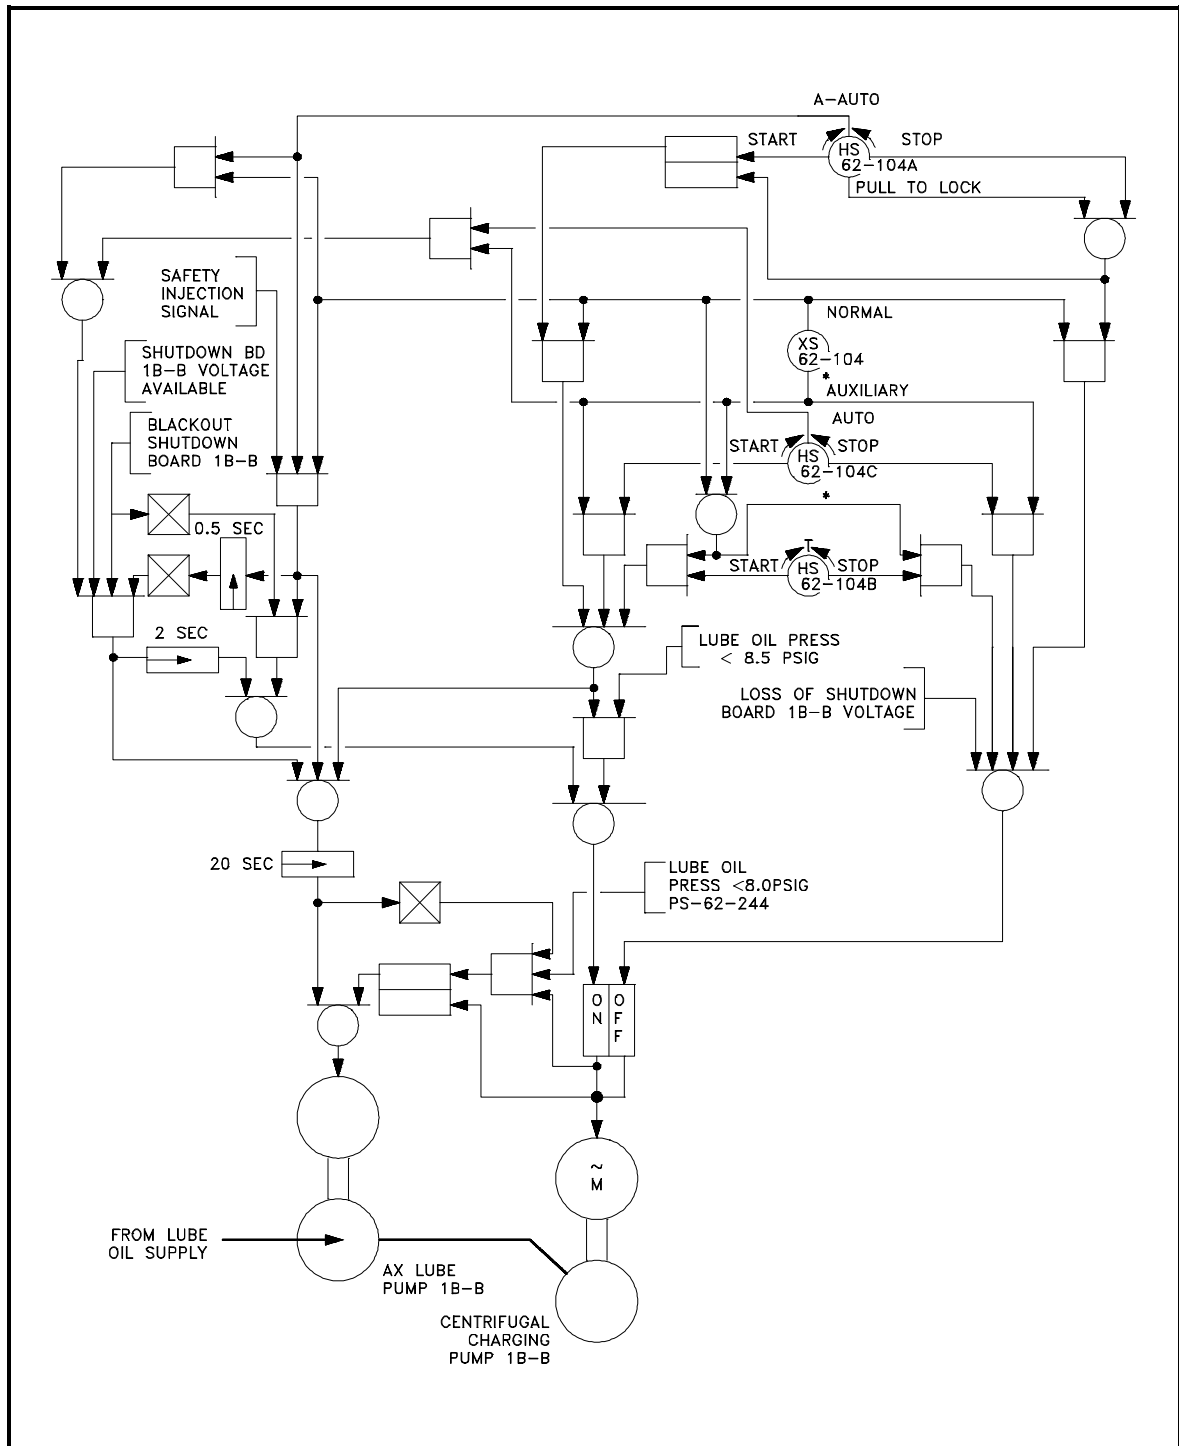 A-AUTO
START
STOP
HS
62-104A
PULL TO LOCK
SAFETY
INJECTION
SIGNAL
NORMAL
SHUTDOWN BD
1B-B VOLTAGE
AVAILABLE
XS
62-104
*
AUXILIARY
BLACKOUT
SHUTDOWN
BOARD 1B-B
AUTO
START
STOP
HS
62-104C
*
0.5 SEC
T
START
STOP
HS
62-104B
2 SEC
LUBE OIL PRESS
< 8.5 PSIG
LOSS OF SHUTDOWN
BOARD 1B-B VOLTAGE
20 SEC
LUBE OIL
PRESS <8.0PSIG
PS-62-244
ON
OFF
~
M
FROM LUBE
OIL SUPPLY
AX LUBE
PUMP 1B-B
CENTRIFUGAL
CHARGING
PUMP 1B-B